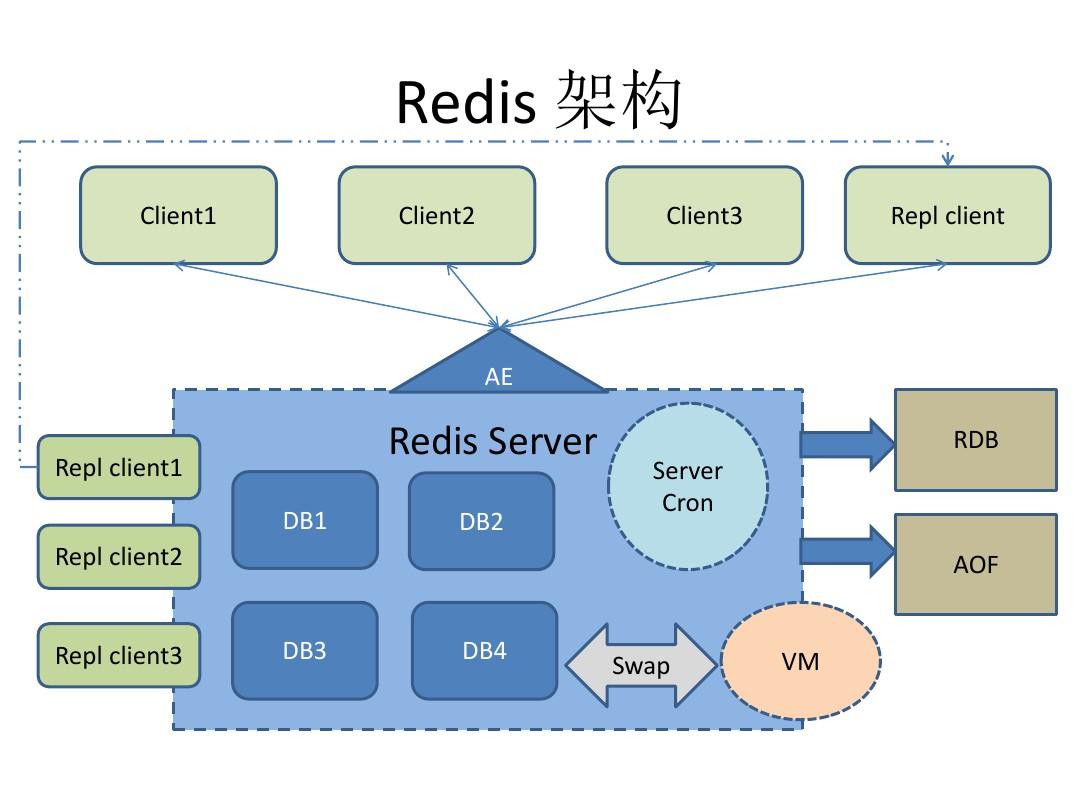 Redis 架构
Client1
Client2
Client3
Repl client
AE
Redis Server
Server
Cron
RDB
Repl client1
DB1
DB2
Repl client2
AOF
Repl client3
DB3
DB4
Swap
VM